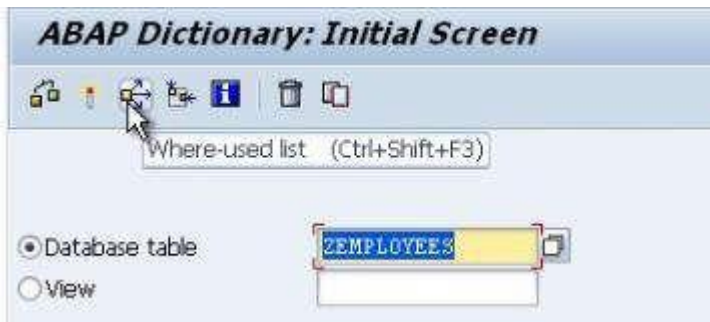 ABAP Dictionary: Initial Screen
Where-used list (Ctrl+Shift+F3)
Database table ZEMPLOYEES
View